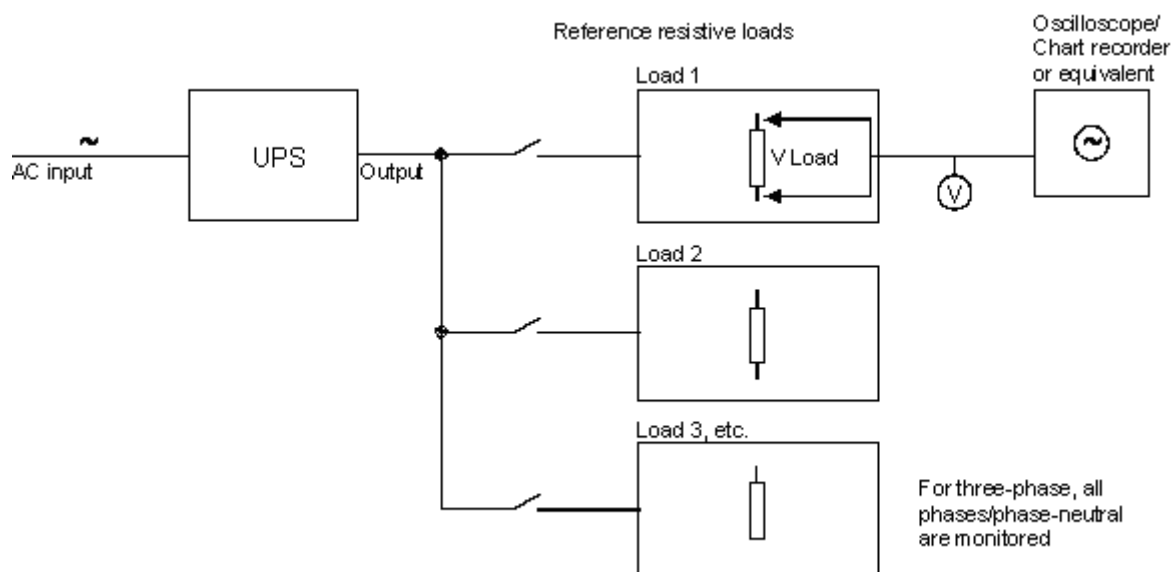 Reference resistive loads
Oscilloscope/
Chart recorder
or equivalent
Load 1
~
AC input
UPS
Output
V Load
V
~
Load 2
Load 3, etc.
For three-phase, all
phases/phase-neutral
are monitored